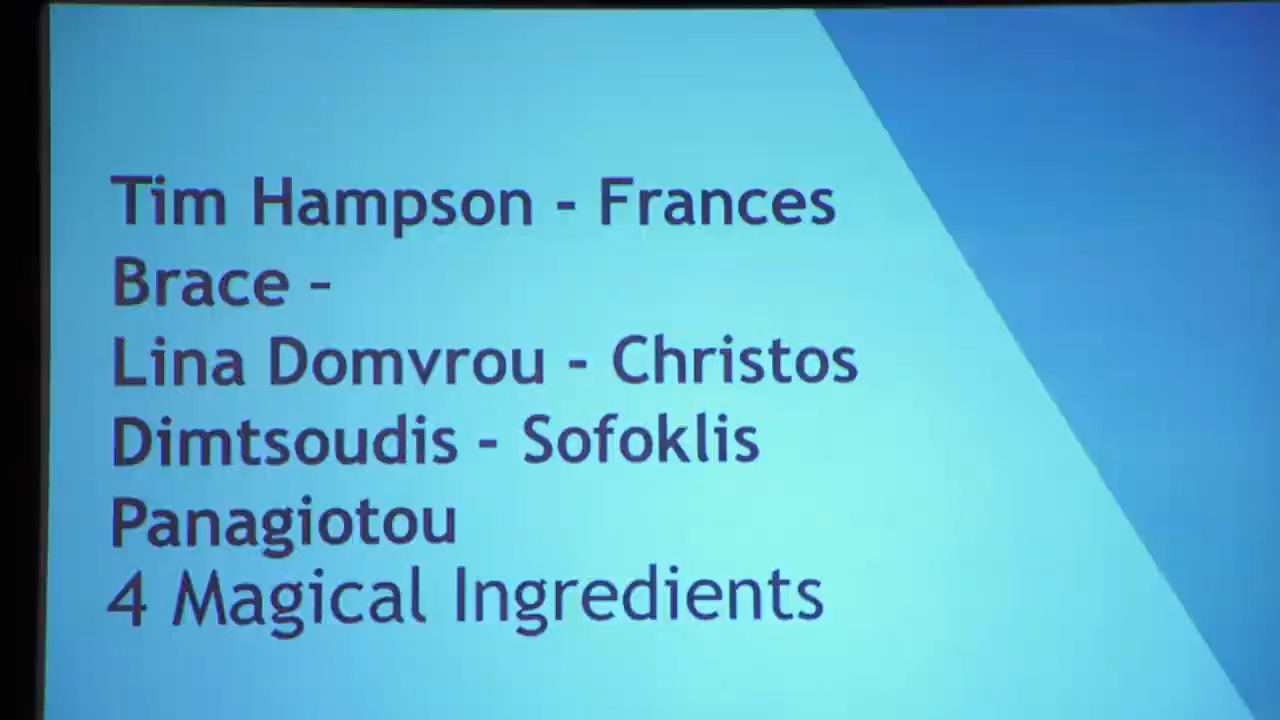 Tim Hampson - Frances
Brace –
Lina Domvrou - Christos
Dimtsoudis - Sofoklis
Panagiotou
4 Magical Ingredients